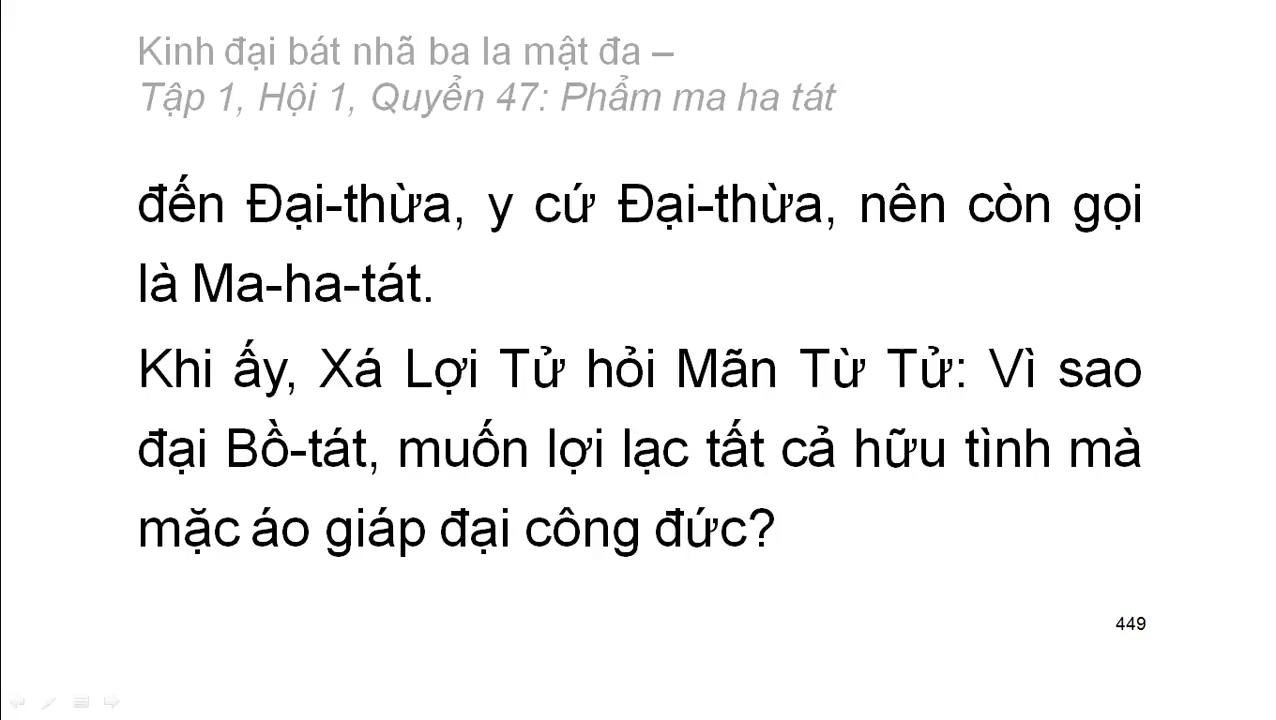 Kinh đại bát nhã ba la mật đa –
Tập 1, Hội 1, Quyển 47: Phẩm ma ha tát
đến Đại-thừa, y cứ Đại-thừa, nên còn gọi
là Ma-ha-tát.
Khi ấy, Xá Lợi Tử hỏi Mãn Từ Tử: Vì sao
đại Bồ-tát, muốn lợi lạc tất cả hữu tình mà
mặc áo giáp đại công đức?
449